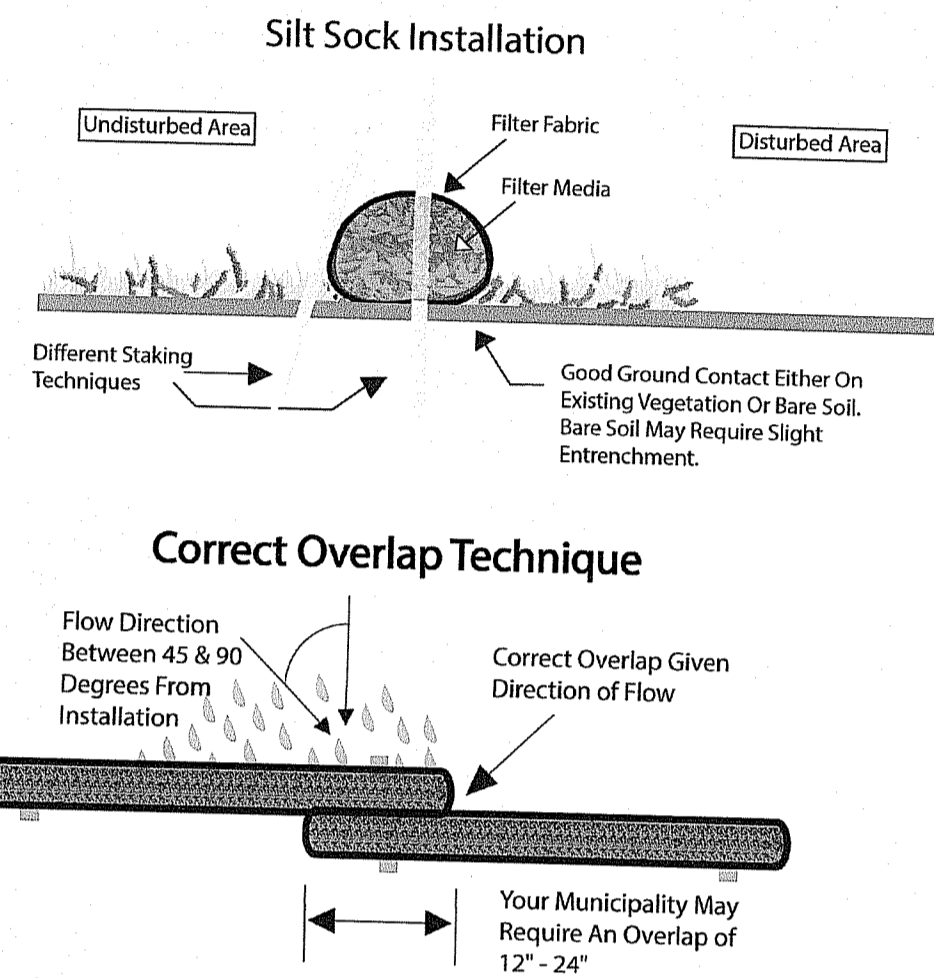 Silt Sock Installation
Undisturbed Area
Filter Fabric
Disturbed Area
Filter Media
Different Staking
Techniques
Good Ground Contact Either On
Existing Vegetation Or Bare Soil.
Bare Soil May Require Slight
Entrenchment.
Correct Overlap Technique
Flow Direction
Between 45 & 90
Degrees From
Installation
Correct Overlap Given
Direction of Flow
Your Municipality May
Require An Overlap of
12" - 24"